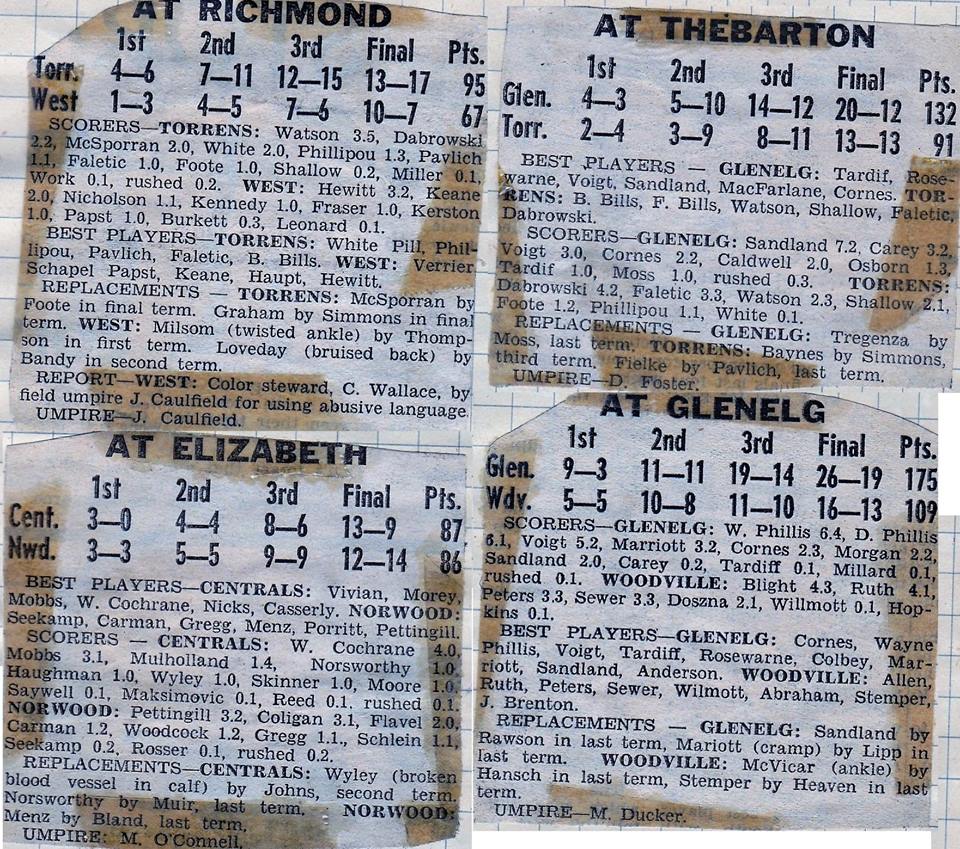 AT RICHMOND
1st 2nd 3rd Final Pts.
Torr. 4—6 7—11 12—15 13—17 95
West 1—3 4—5 7—6 10—7 67
SCORERS—TORRENS: Watson 3.5, Dabrowski
2.2, McSporran 2.0, White 2.0, Phillipou 1.3, Pavlich
1.1, Faletic 1.0, Foote 1.0, Shallow 0.2, Miller 0.1,
Work 0.1, rushed 0.2. WEST: Hewitt 3.2, Keane
2.0, Nicholson 1.1, Kennedy 1.0, Fraser 1.0, Kerston
1.0, Papst 1.0, Burkett 0.3, Leonard 0.1.
BEST PLAYERS—TORRENS: White Pill, Phil-
lipou, Pavlich, Faletic, B. Bills. WEST: Verrier
Schapel Papst, Keane, Haupt, Hewitt.
REPLACEMENTS — TORRENS: McSporran by
Foote in final term. Graham by Simmons in final
term. WEST: Milsom (twisted ankle) by Thomp-
son in first term. Loveday (bruised back) by
Bandy in second term.
REPORT—WEST: Color steward, C. Wallace, by
field umpire J. Caulfield for using abusive language.
UMPIRE—J. Caulfield.
AT THEBARTON
1st 2nd 3rd Final Pts.
Glen. 4—3 5—10 14—12 20—12 132
Torr. 2—4 3—9 8—11 13—13 91
BEST PLAYERS — GLENELG: Tardif, Rose-
warne, Voigt, Sandland, MacFarlane, Cornes. TOR-
RENS: B. Bills, F. Bills, Watson, Shallow, Faletic,
Dabrowski.
SCORERS—GLENELG: Sandland 7.2, Carey 3.2,
Voigt 3.0, Cornes 2.2, Caldwell 2.0, Osborn 1.3,
Tardif 1.0, Moss 1.0, rushed 0.3. TORRENS:
Dabrowski 4.2, Faletic 3.3, Watson 2.3, Shallow 2.1,
Foote 1.2, Phillipou 1.1, White 0.1.
REPLACEMENTS — GLENELG: Tregenza by
Moss, last term. TORRENS: Baynes by Simmons,
third term. Fielke by Pavlich, last term.
UMPIRE—D. Foster.
AT ELIZABETH
1st 2nd 3rd Final Pts.
Cent. 3—0 4—4 8—6 13—9 87
Nwd. 3—3 5—5 9—9 12—14 86
BEST PLAYERS—CENTRALS: Vivian, Morey,
Mobbs, W. Cochrane, Nicks, Casserly. NORWOOD:
Seekamp, Carman, Gregg, Menz, Porritt, Pettingill.
SCORERS — CENTRALS: W. Cochrane 4.0,
Mobbs 3.1, Mulholland 1.4, Norsworthy 1.0,
Haughman 1.0, Wyley 1.0, Skinner 1.0, Moore 1.0,
Saywell 0.1, Maksimovic 0.1, Reed 0.1, rushed 0.1.
NORWOOD: Pettingill 3.2, Coligan 3.1, Flavel 2.0,
Carman 1.2, Woodcock 1.2, Gregg 1.1., Schlein 1.1,
Seekamp 0.2, Rosser 0.1, rushed 0.2.
REPLACEMENTS—CENTRALS: Wyley (broken
blood vessel in calf) by Johns, second term.
Norsworthy by Muir, last term. NORWOOD:
Menz by Bland, last term.
UMPIRE: M. O'Connell.
AT GLENELG
1st 2nd 3rd Final Pts.
Glen. 9—3 11—11 19—14 26—19 175
Wdv. 5—5 10—8 11—10 16—13 109
SCORERS—GLENELG: W. Phillis 6.4, D. Phillis
6.1, Voigt 5.2, Marriott 3.2, Cornes 2.3, Morgan 2.2,
Sandland 2.0, Carey 0.2, Tardiff 0.1, Millard 0.1,
rushed 0.1. WOODVILLE: Blight 4.3, Ruth 4.1,
Peters 3.3, Sewer 3.3, Doszna 2.1, Willmott 0.1, Hop-
kins 0.1.
BEST PLAYERS—GLENELG: Cornes, Wayne
Phillis, Voigt, Tardiff, Rosewarne, Colbey, Mar-
riott, Sandland, Anderson. WOODVILLE: Allen,
Ruth, Peters, Sewer, Wilmott, Abraham, Stemper,
J. Brenton.
REPLACEMENTS — GLENELG: Sandland by
Rawson in last term, Mariott (cramp) by Lipp in
last term. WOODVILLE: McVicar (ankle) by
Hansch in last term, Stemper by Heaven in last
term.
UMPIRE—M. Ducker.